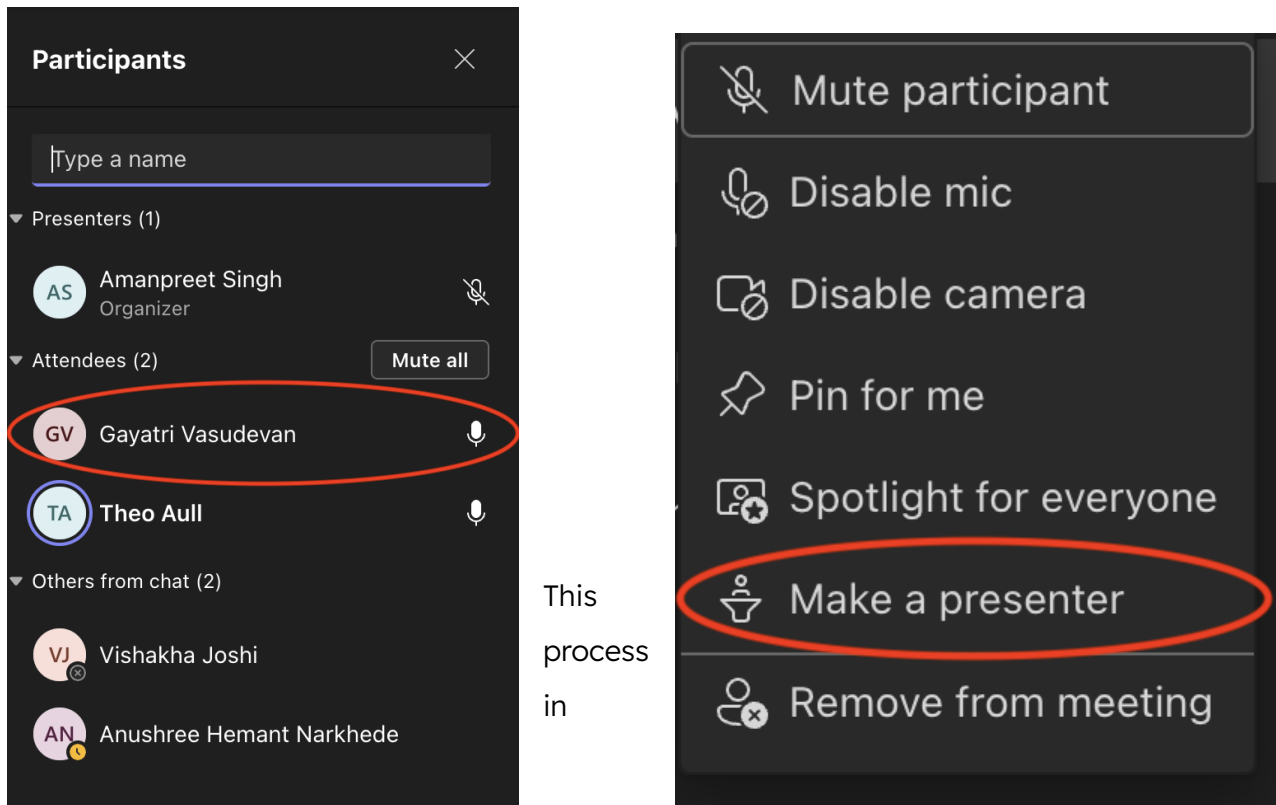 Participants
Type a name
Presenters (1)
AS
Amanpreet Singh
Organizer
Attendees (2)
Mute all
GV
Gayatri Vasudevan
TA
Theo Aull
Others from chat (2)
VJ
Vishakha Joshi
AN
Anushree Hemant Narkhede
This
process
in
Mute participant
Disable mic
Disable camera
Pin for me
Spotlight for everyone
Make a presenter
Remove from meeting